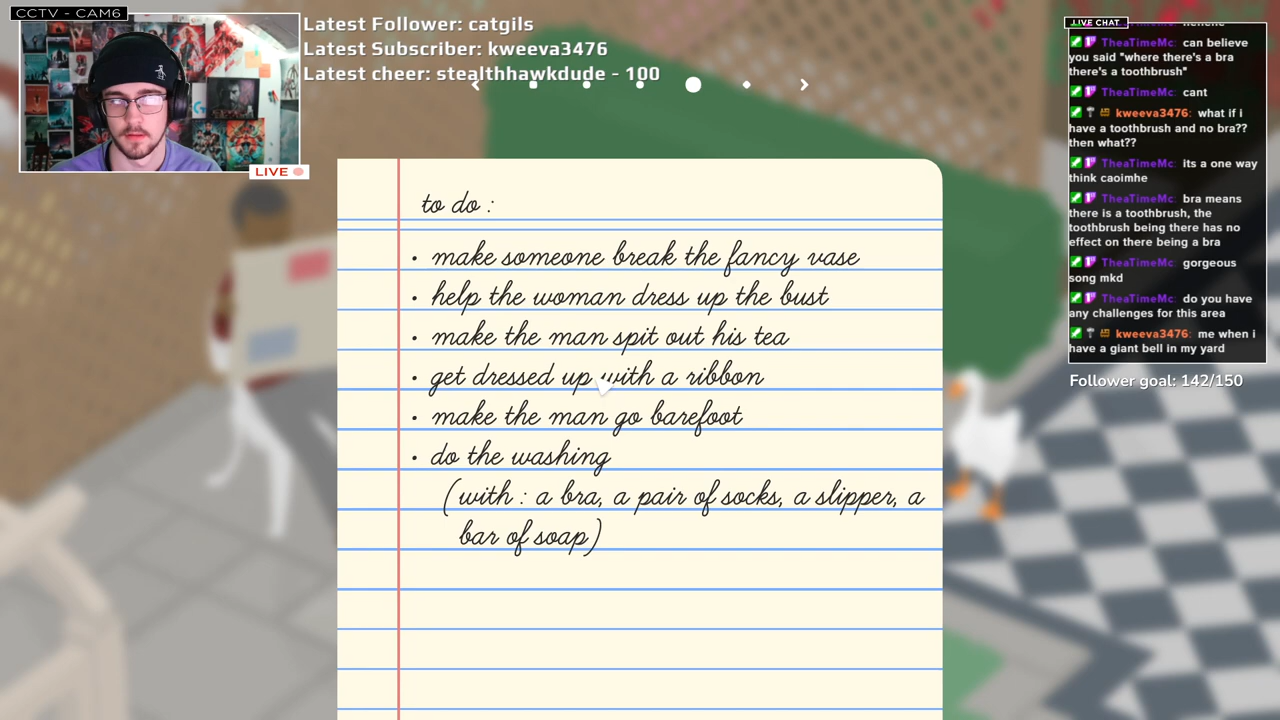 CCTV - CAM6
LIVE
Latest Follower: catgils
Latest Subscriber: kweeva3476
Latest cheer: stealthhawkdude - 100
to do :
• make someone break the fancy vase
• help the woman dress up the bust
• make the man spit out his tea
• get dressed up with a ribbon
• make the man go barefoot
• do the washing
(with : a bra, a pair of socks, a slipper, a
bar of soap)
LIVE CHAT
TheaTimeMc: can believe
you said "where there's a bra
there's a toothbrush"
TheaTimeMc: cant
kweeva3476: what if i
have a toothbrush and no bra??
then what??
TheaTimeMc: its a one way
think caoimhe
TheaTimeMc: bra means
there is a toothbrush, the
toothbrush being there has no
effect on there being a bra
TheaTimeMc: gorgeous
song mkd
TheaTimeMc: do you have
any challenges for this area
kweeva3476: me when i
have a giant bell in my yard
Follower goal: 142/150